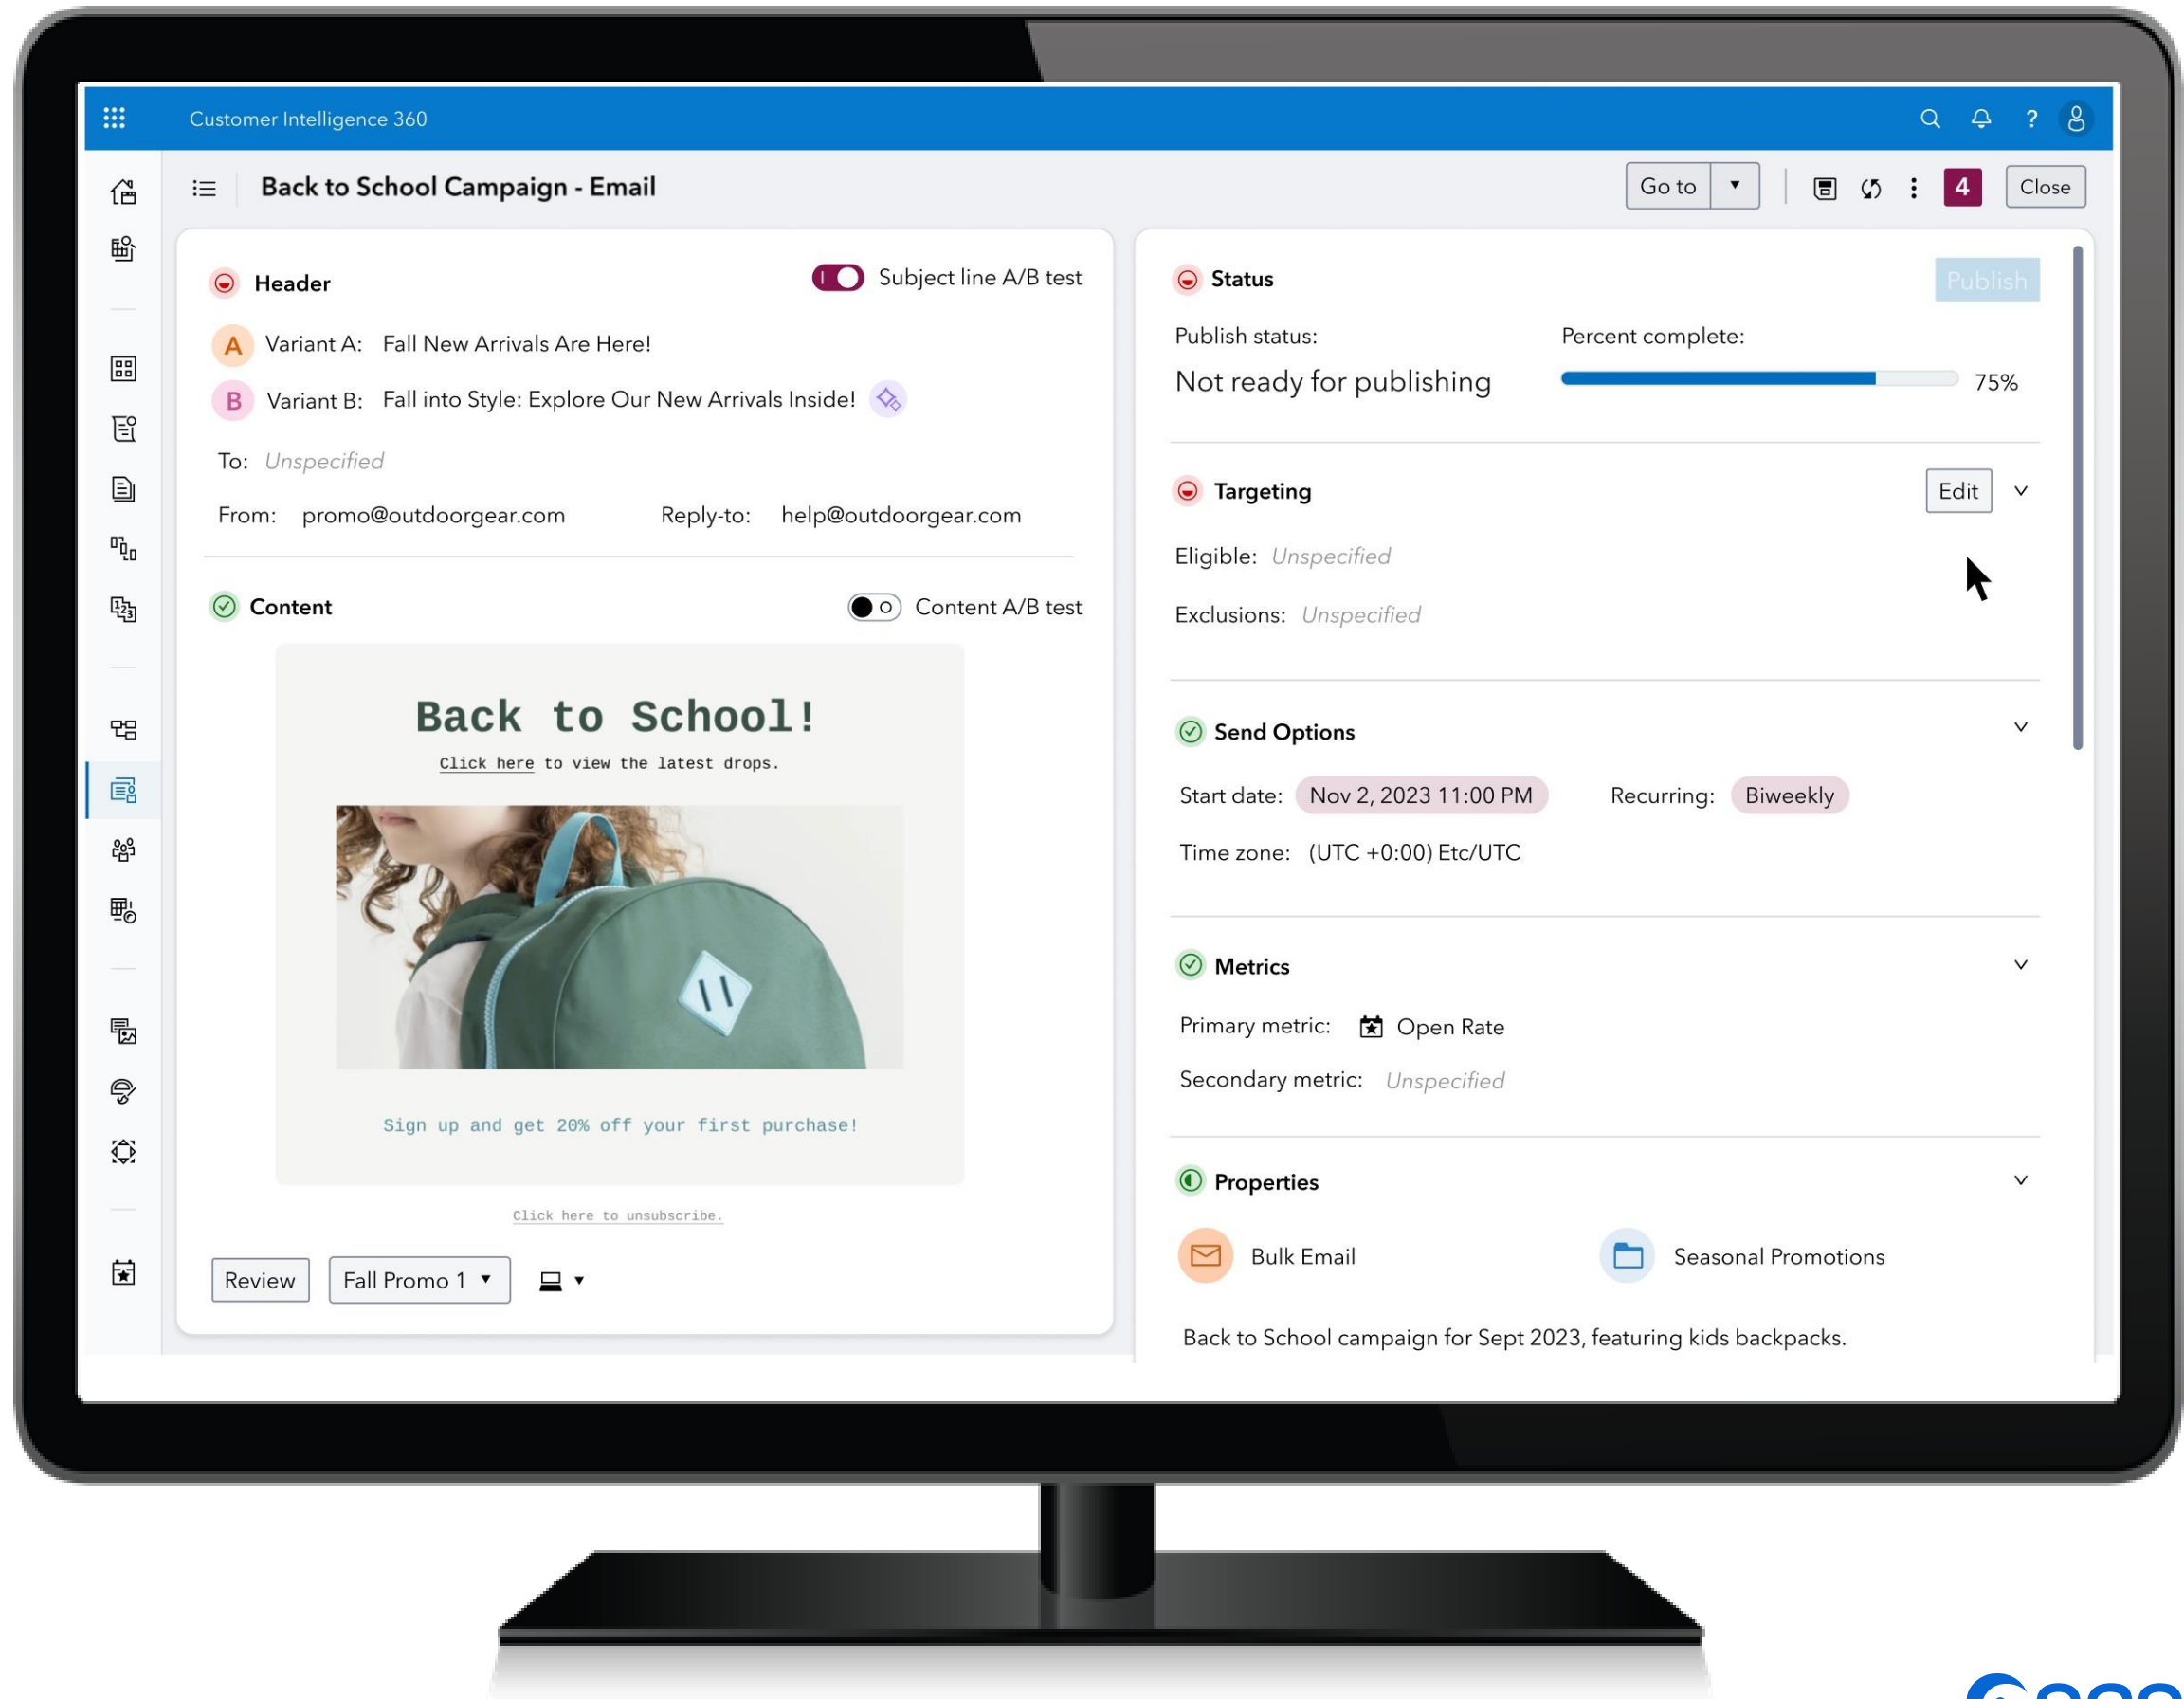 Customer Intelligence 360
?
Back to School Campaign - Email
Go to
4
Close
Header
Subject line A/B test
A Variant A: Fall New Arrivals Are Here!
B Variant B: Fall into Style: Explore Our New Arrivals Inside!
To: Unspecified
From: promo@outdoorgear.com Reply-to: help@outdoorgear.com
Content
Content A/B test
Back to School!
Click here to view the latest drops.
Sign up and get 20% off your first purchase!
Click here to unsubscribe.
Review
Fall Promo 1
Status
Publish
Publish status: Percent complete:
Not ready for publishing 75%
Targeting
Edit
Eligible: Unspecified
Exclusions: Unspecified
Send Options
Start date: Nov 2, 2023 11:00 PM Recurring: Biweekly
Time zone: (UTC +0:00) Etc/UTC
Metrics
Primary metric: Open Rate
Secondary metric: Unspecified
Properties
Bulk Email Seasonal Promotions
Back to School campaign for Sept 2023, featuring kids backpacks.